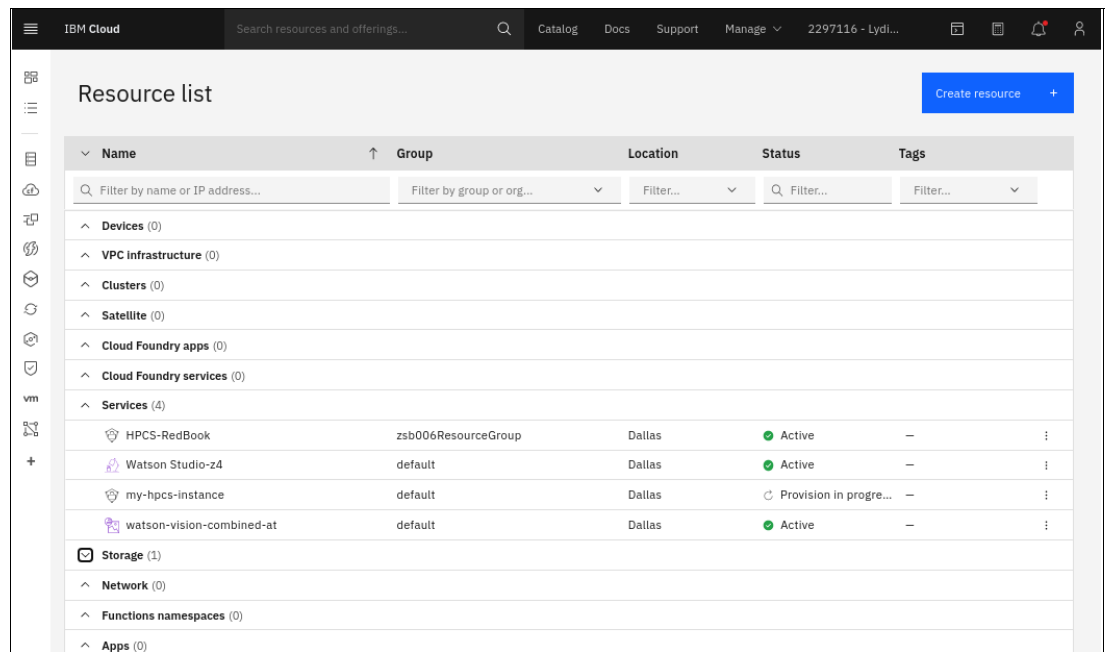 IBM Cloud Search resources and offerings... Catalog Docs Support Manage 2297116 - Lydi...
Resource list
Create resource +
Name Group Location Status Tags
Filter by name or IP address... Filter by group or org... Filter... Filter... Filter...
Devices (0)
VPC infrastructure (0)
Clusters (0)
Satellite (0)
Cloud Foundry apps (0)
Cloud Foundry services (0)
vm
Services (4)
HPCS-RedBook zsb006ResourceGroup Dallas Active —
Watson Studio-z4 default Dallas Active —
my-hpcs-instance default Dallas Provision in progre... —
watson-vision-combined-at default Dallas Active —
Storage (1)
Network (0)
Functions namespaces (0)
Apps (0)